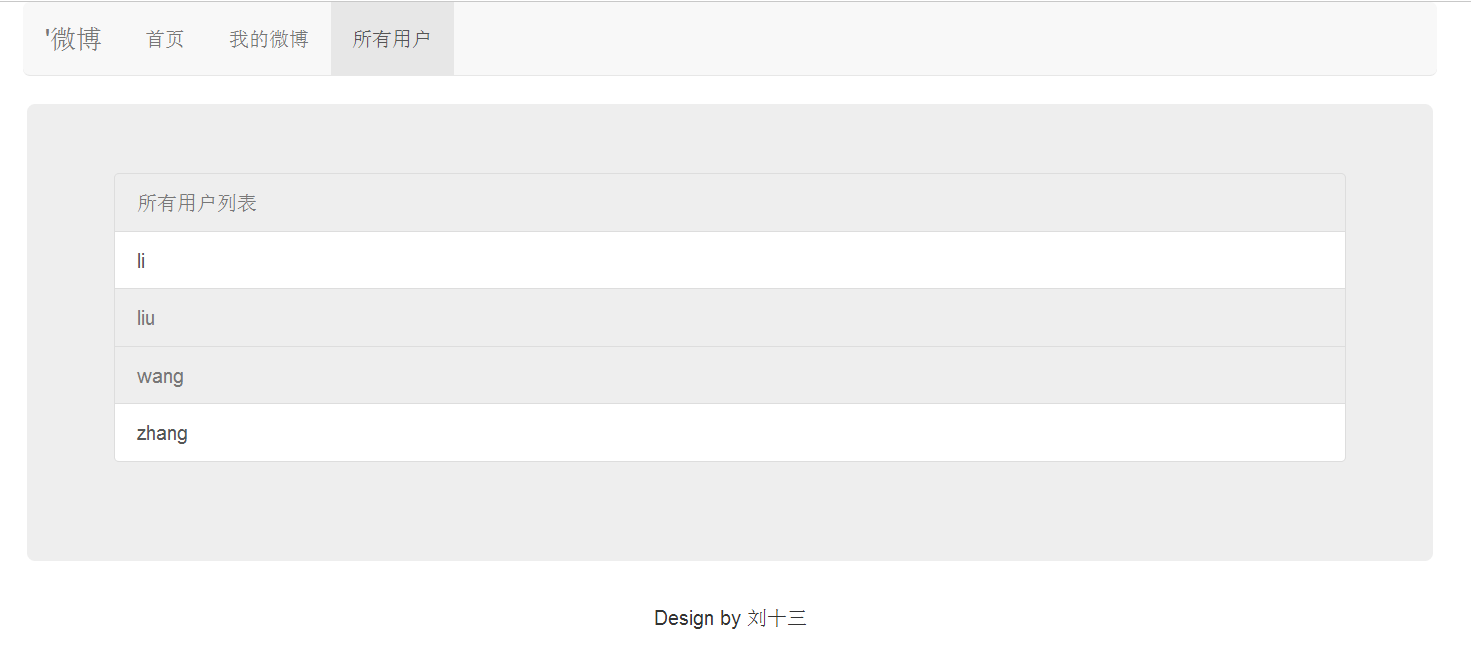 '微博 首页 我的微博 所有用户
所有用户列表
li
liu
wang
zhang
Design by 刘十三